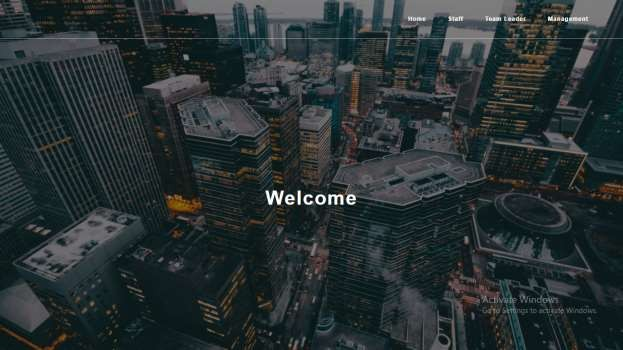 Home Staff Team Leader Management
Welcome
Activate Windows
Go to Settings to activate Windows.